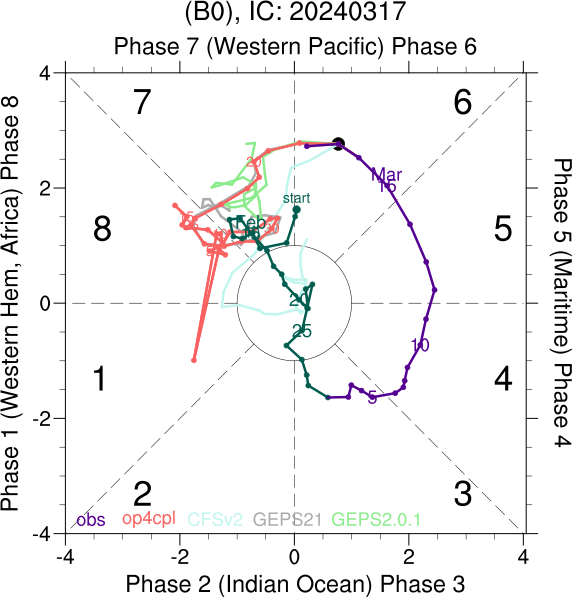 (B0), IC: 20240317
Phase 7 (Western Pacific) Phase 6
Phase 1 (Western Hem, Africa) Phase 8
Phase 5 (Maritime) Phase 4
4
2
0
-2
-4
7
6
8
5
1
4
2
3
Mar
15
20
start
Feb
20
25
10
5
obs op4cpl CFSv2 GEPS21 GEPS2.0.1
-4 -2 0 2 4
Phase 2 (Indian Ocean) Phase 3